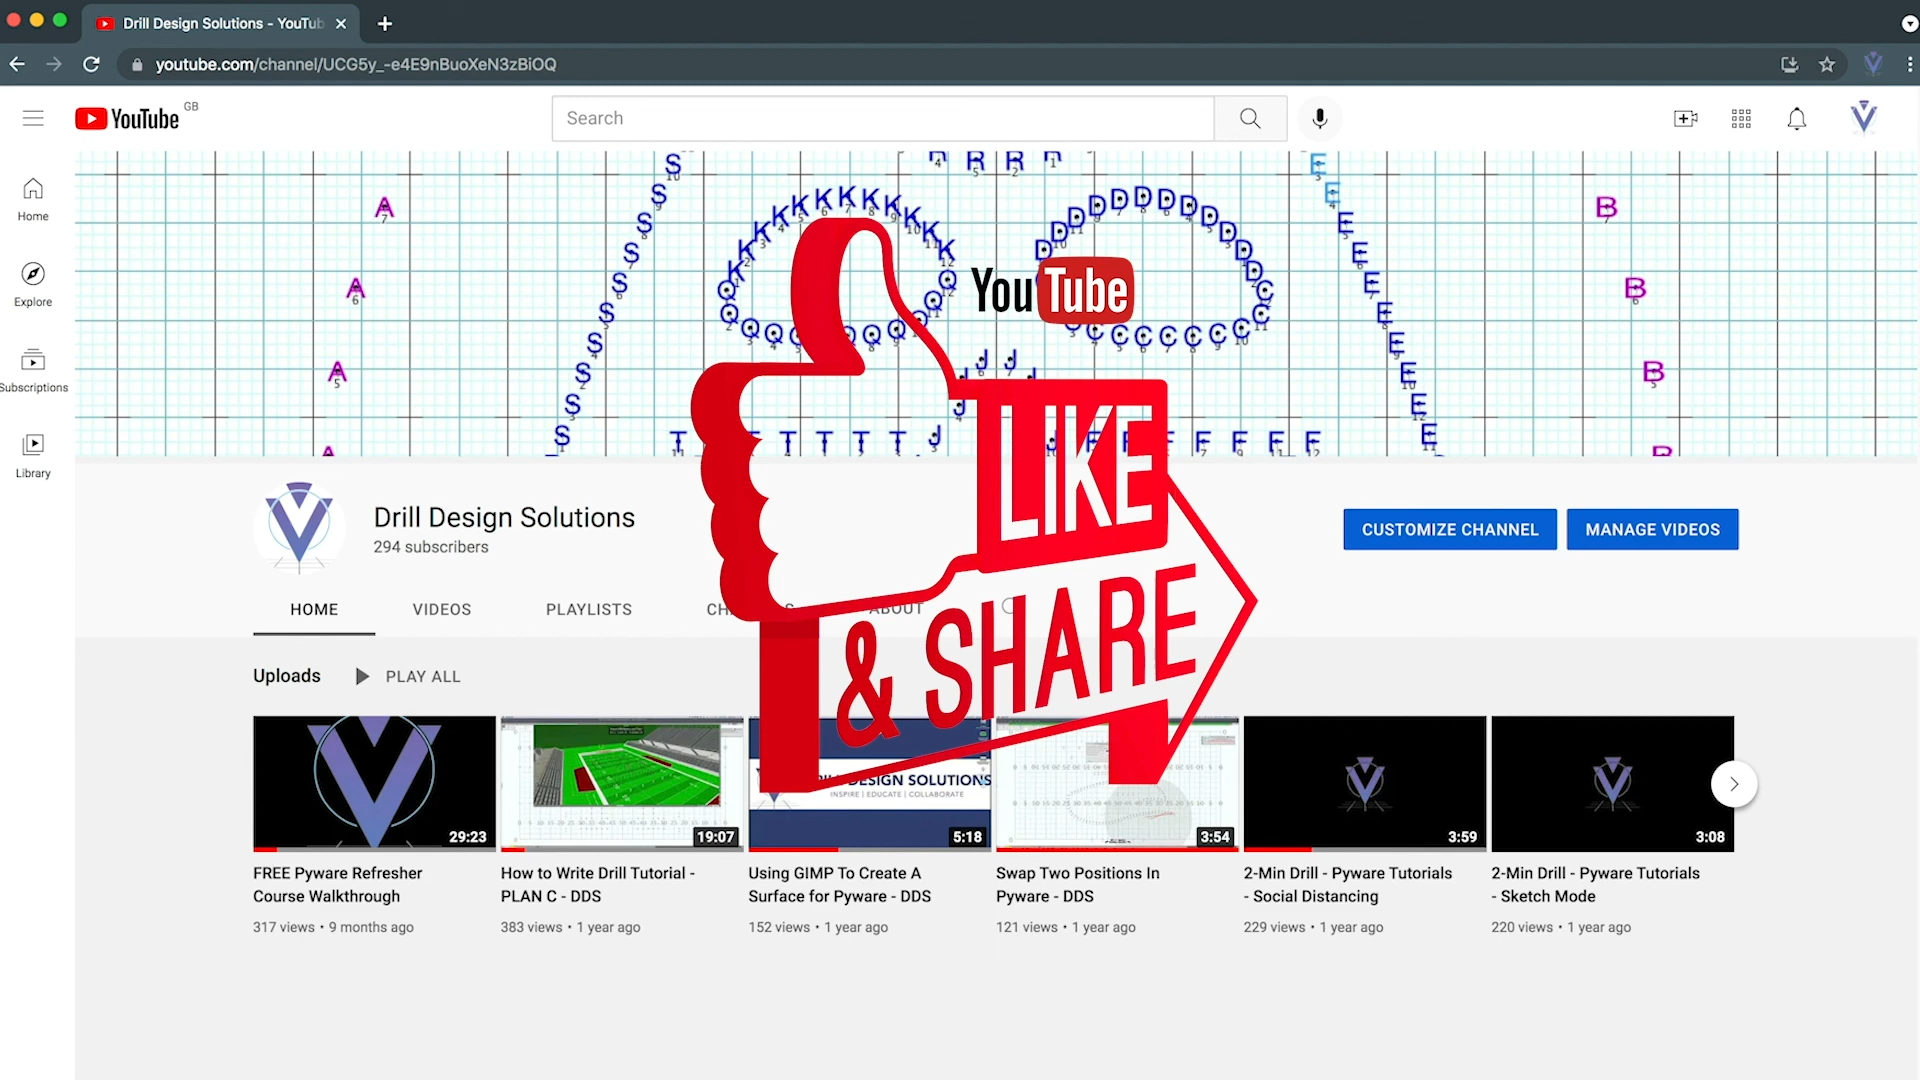 Drill Design Solutions - YouTub
youtube.com/channel/UCG5y_-e4E9nBuoXeN3zBiOQ
YouTube GB
Search
Home
Explore
Subscriptions
Library
YouTube
LIKE
& SHARE
Drill Design Solutions
294 subscribers
CUSTOMIZE CHANNEL
MANAGE VIDEOS
HOME
VIDEOS
PLAYLISTS
ABOUT
Uploads
PLAY ALL
DESIGN SOLUTIONS
INSPIRE | EDUCATE | COLLABORATE
29:23
19:07
5:18
3:54
3:59
3:08
FREE Pyware Refresher
Course Walkthrough
317 views • 9 months ago
How to Write Drill Tutorial -
PLAN C - DDS
383 views • 1 year ago
Using GIMP To Create A
Surface for Pyware - DDS
152 views • 1 year ago
Swap Two Positions In
Pyware - DDS
121 views • 1 year ago
2-Min Drill - Pyware Tutorials
- Social Distancing
229 views • 1 year ago
2-Min Drill - Pyware Tutorials
- Sketch Mode
220 views • 1 year ago